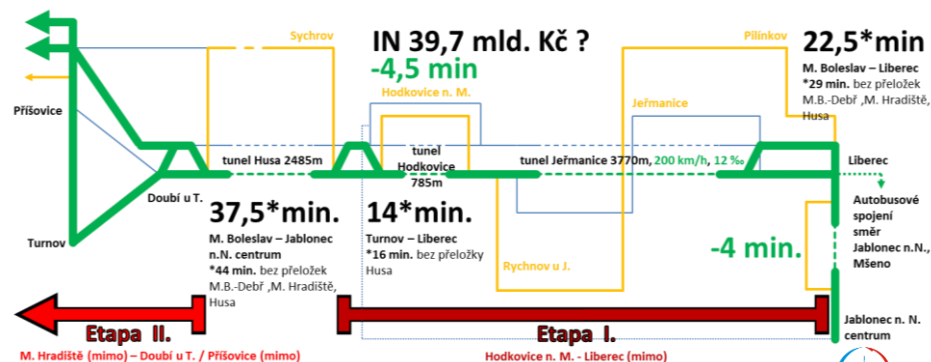 Sychrov
IN 39,7 mld. Kč ?
-4,5 min
Hodkovice n. M.
Pilínkov
22,5*min
M. Boleslav – Liberec
*29 min. bez přeložek
M.B.-Debř ,M. Hradiště,
Husa
Příšovice
Jeřmanice
tunel Husa 2485m
tunel
Hodkovice
785m
tunel Jeřmanice 3770m, 200 km/h, 12 ‰
Liberec
Doubí u T.
Autobusové
spojení
směr
Jablonec n.N.,
Mšeno
37,5*min.
M. Boleslav – Jablonec
n.N. centrum
*44 min. bez přeložek
M.B.-Debř ,M. Hradiště,
Husa
14*min.
Turnov – Liberec
*16 min. bez přeložky
Husa
Turnov
-4 min.
Rychnov u J.
Etapa II.
Etapa I.
Jablonec n. N.
centrum
M. Hradiště (mimo) – Doubí u T. / Příšovice (mimo)
Hodkovice n. M. - Liberec (mimo)